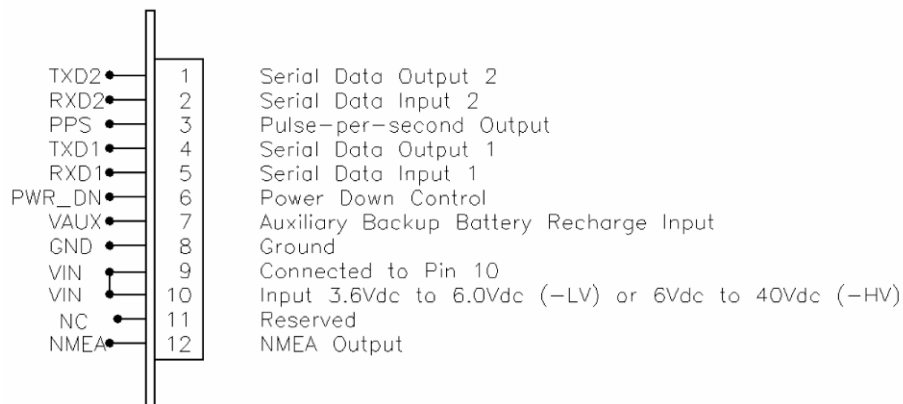 TXD2 1 Serial Data Output 2
RXD2 2 Serial Data Input 2
PPS 3 Pulse-per-second Output
TXD1 4 Serial Data Output 1
RXD1 5 Serial Data Input 1
PWR_DN 6 Power Down Control
VAUX 7 Auxiliary Backup Battery Recharge Input
GND 8 Ground
VIN 9 Connected to Pin 10
VIN 10 Input 3.6Vdc to 6.0Vdc (-LV) or 6Vdc to 40Vdc (-HV)
NC 11 Reserved
NMEA 12 NMEA Output